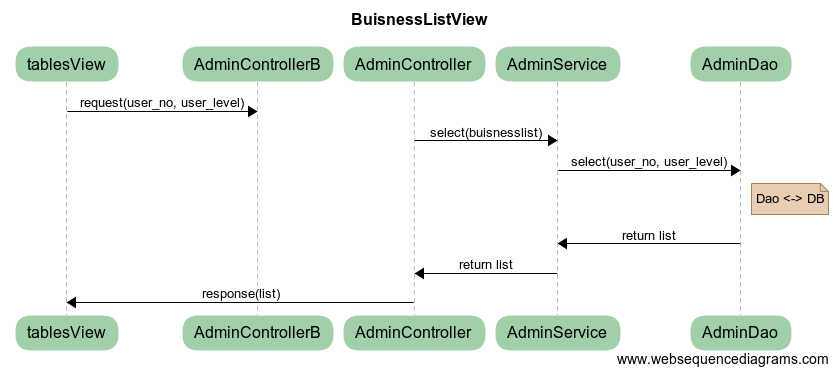 BuisnessListView
tablesView AdminControllerB AdminController AdminService AdminDao
request(user_no, user_level)
select(buisnesslist)
select(user_no, user_level)
Dao <-> DB
return list
return list
response(list)
tablesView AdminControllerB AdminController AdminService AdminDao
www.websequencediagrams.com